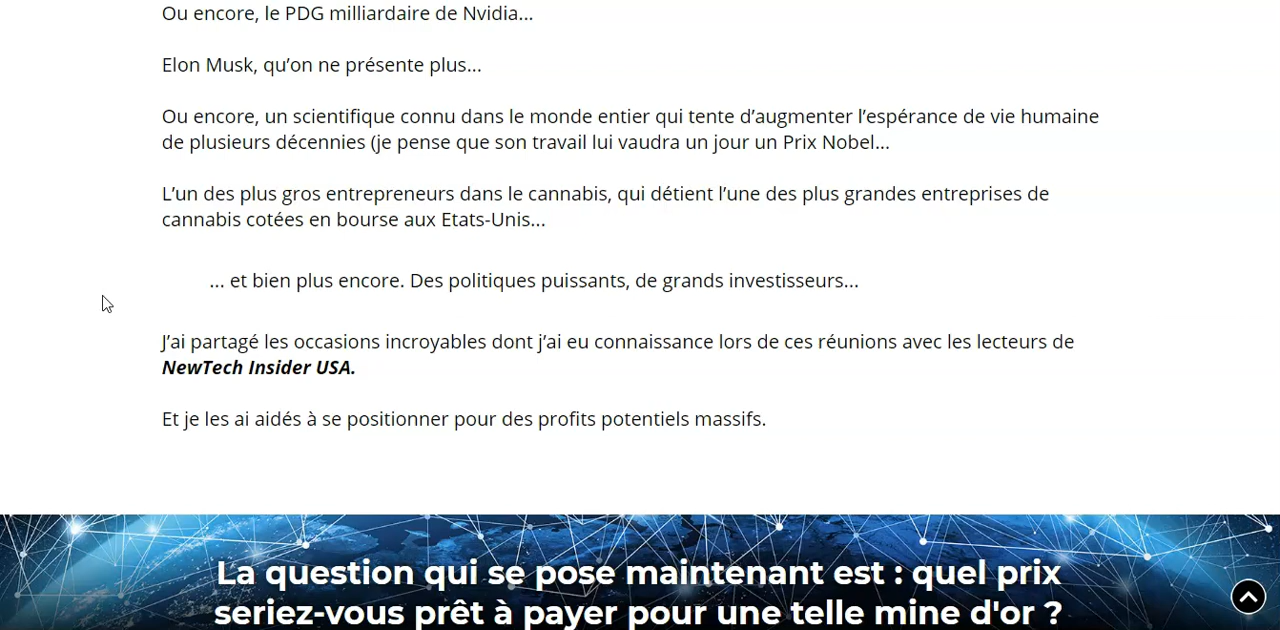 Ou encore, le PDG milliardaire de Nvidia...
Elon Musk, qu’on ne présente plus...
Ou encore, un scientifique connu dans le monde entier qui tente d’augmenter l’espérance de vie humaine
de plusieurs décennies (je pense que son travail lui vaudra un jour un Prix Nobel...
L’un des plus gros entrepreneurs dans le cannabis, qui détient l’une des plus grandes entreprises de
cannabis cotées en bourse aux Etats-Unis...
... et bien plus encore. Des politiques puissants, de grands investisseurs...
J’ai partagé les occasions incroyables dont j’ai eu connaissance lors de ces réunions avec les lecteurs de
NewTech Insider USA.
Et je les ai aidés à se positionner pour des profits potentiels massifs.
La question qui se pose maintenant est : quel prix
seriez-vous prêt à payer pour une telle mine d'or ?